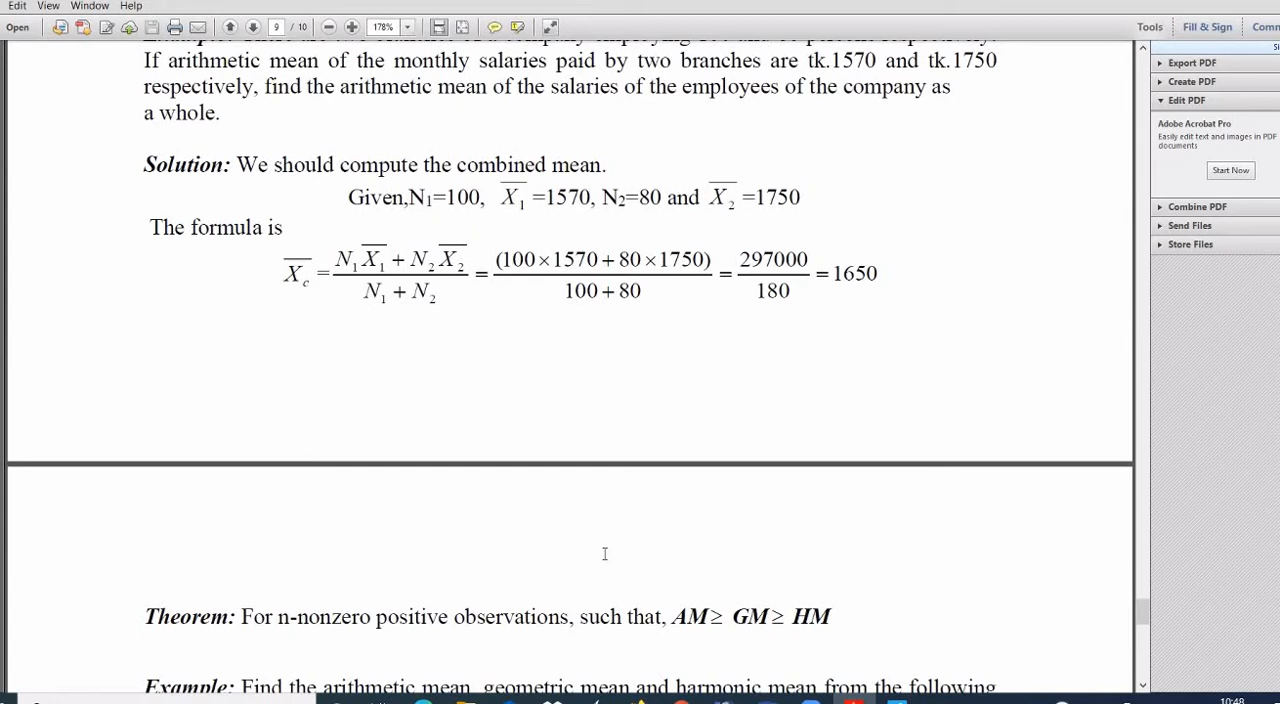 Edit View Window Help
Open 9 / 10 178% Tools Fill & Sign
If arithmetic mean of the monthly salaries paid by two branches are tk.1570 and tk.1750
respectively, find the arithmetic mean of the salaries of the employees of the company as
a whole.
Solution: We should compute the combined mean.
Given,N₁=100, X̅₁ =1570, N₂=80 and X̅₂ =1750
The formula is
X̅c = (N₁X̅₁ + N₂X̅₂) / (N₁ + N₂) = (100×1570+80×1750) / (100+80) = 297000 / 180 = 1650
Theorem: For n-nonzero positive observations, such that, AM≥ GM≥ HM
Example: Find the arithmetic mean, geometric mean and harmonic mean from the following
Export PDF
Create PDF
Edit PDF
Adobe Acrobat Pro
Easily edit text and images in PDF
documents
Start Now
Combine PDF
Send Files
Store Files
10:48